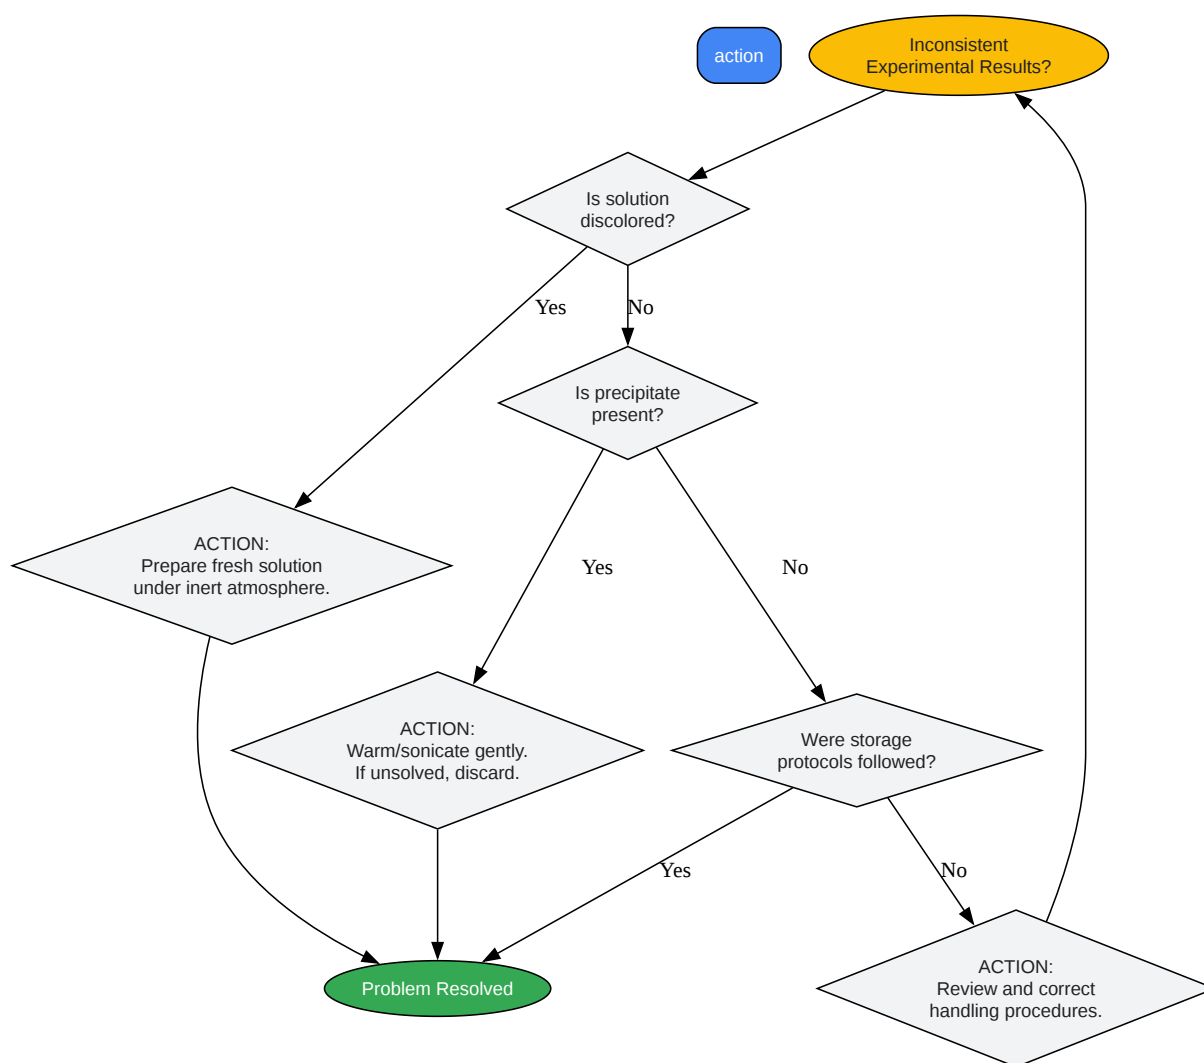 action
Inconsistent
Experimental Results?
Is solution
discolored?
Yes
No
Is precipitate
present?
ACTION:
Prepare fresh solution
under inert atmosphere.
Yes
No
ACTION:
Warm/sonicate gently.
If unsolved, discard.
Were storage
protocols followed?
Yes
No
Problem Resolved
ACTION:
Review and correct
handling procedures.